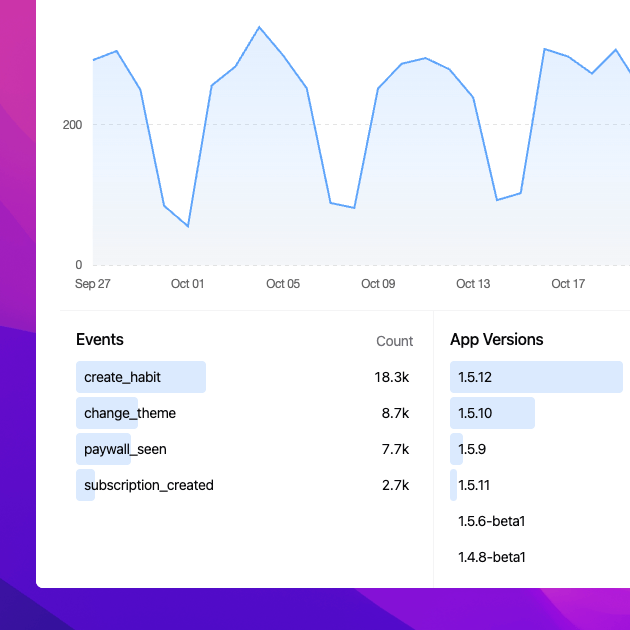 200
0
Sep 27 Oct 01 Oct 05 Oct 09 Oct 13 Oct 17
Events Count
create_habit 18.3k
change_theme 8.7k
paywall_seen 7.7k
subscription_created 2.7k
App Versions
1.5.12
1.5.10
1.5.9
1.5.11
1.5.6-beta1
1.4.8-beta1